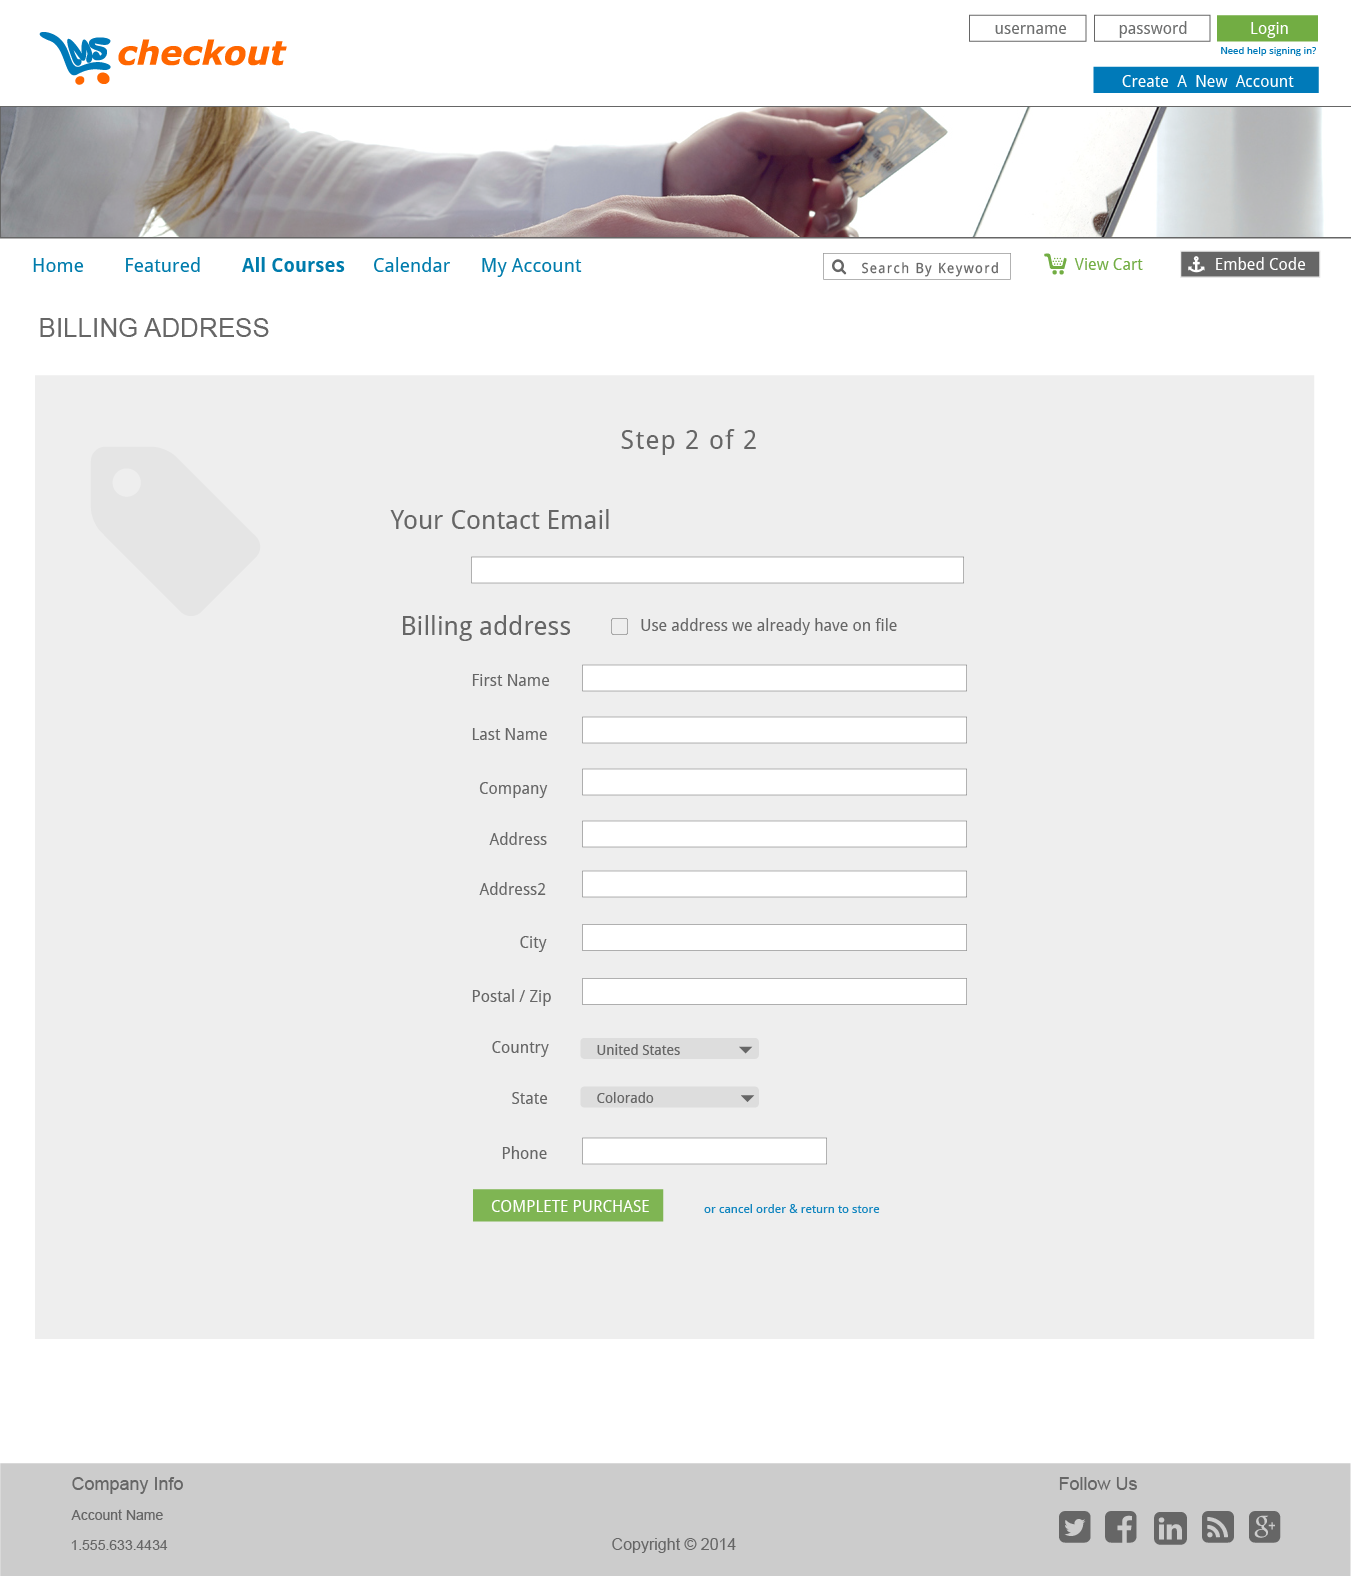 LMS checkout
username password Login
Need help signing in?
Create A New Account
Home Featured All Courses Calendar My Account Search By Keyword View Cart Embed Code
BILLING ADDRESS
Step 2 of 2
Your Contact Email
Billing address Use address we already have on file
First Name
Last Name
Company
Address
Address2
City
Postal / Zip
Country United States
State Colorado
Phone
COMPLETE PURCHASE or cancel order & return to store
Company Info Follow Us
Account Name
1.555.633.4434 Copyright © 2014